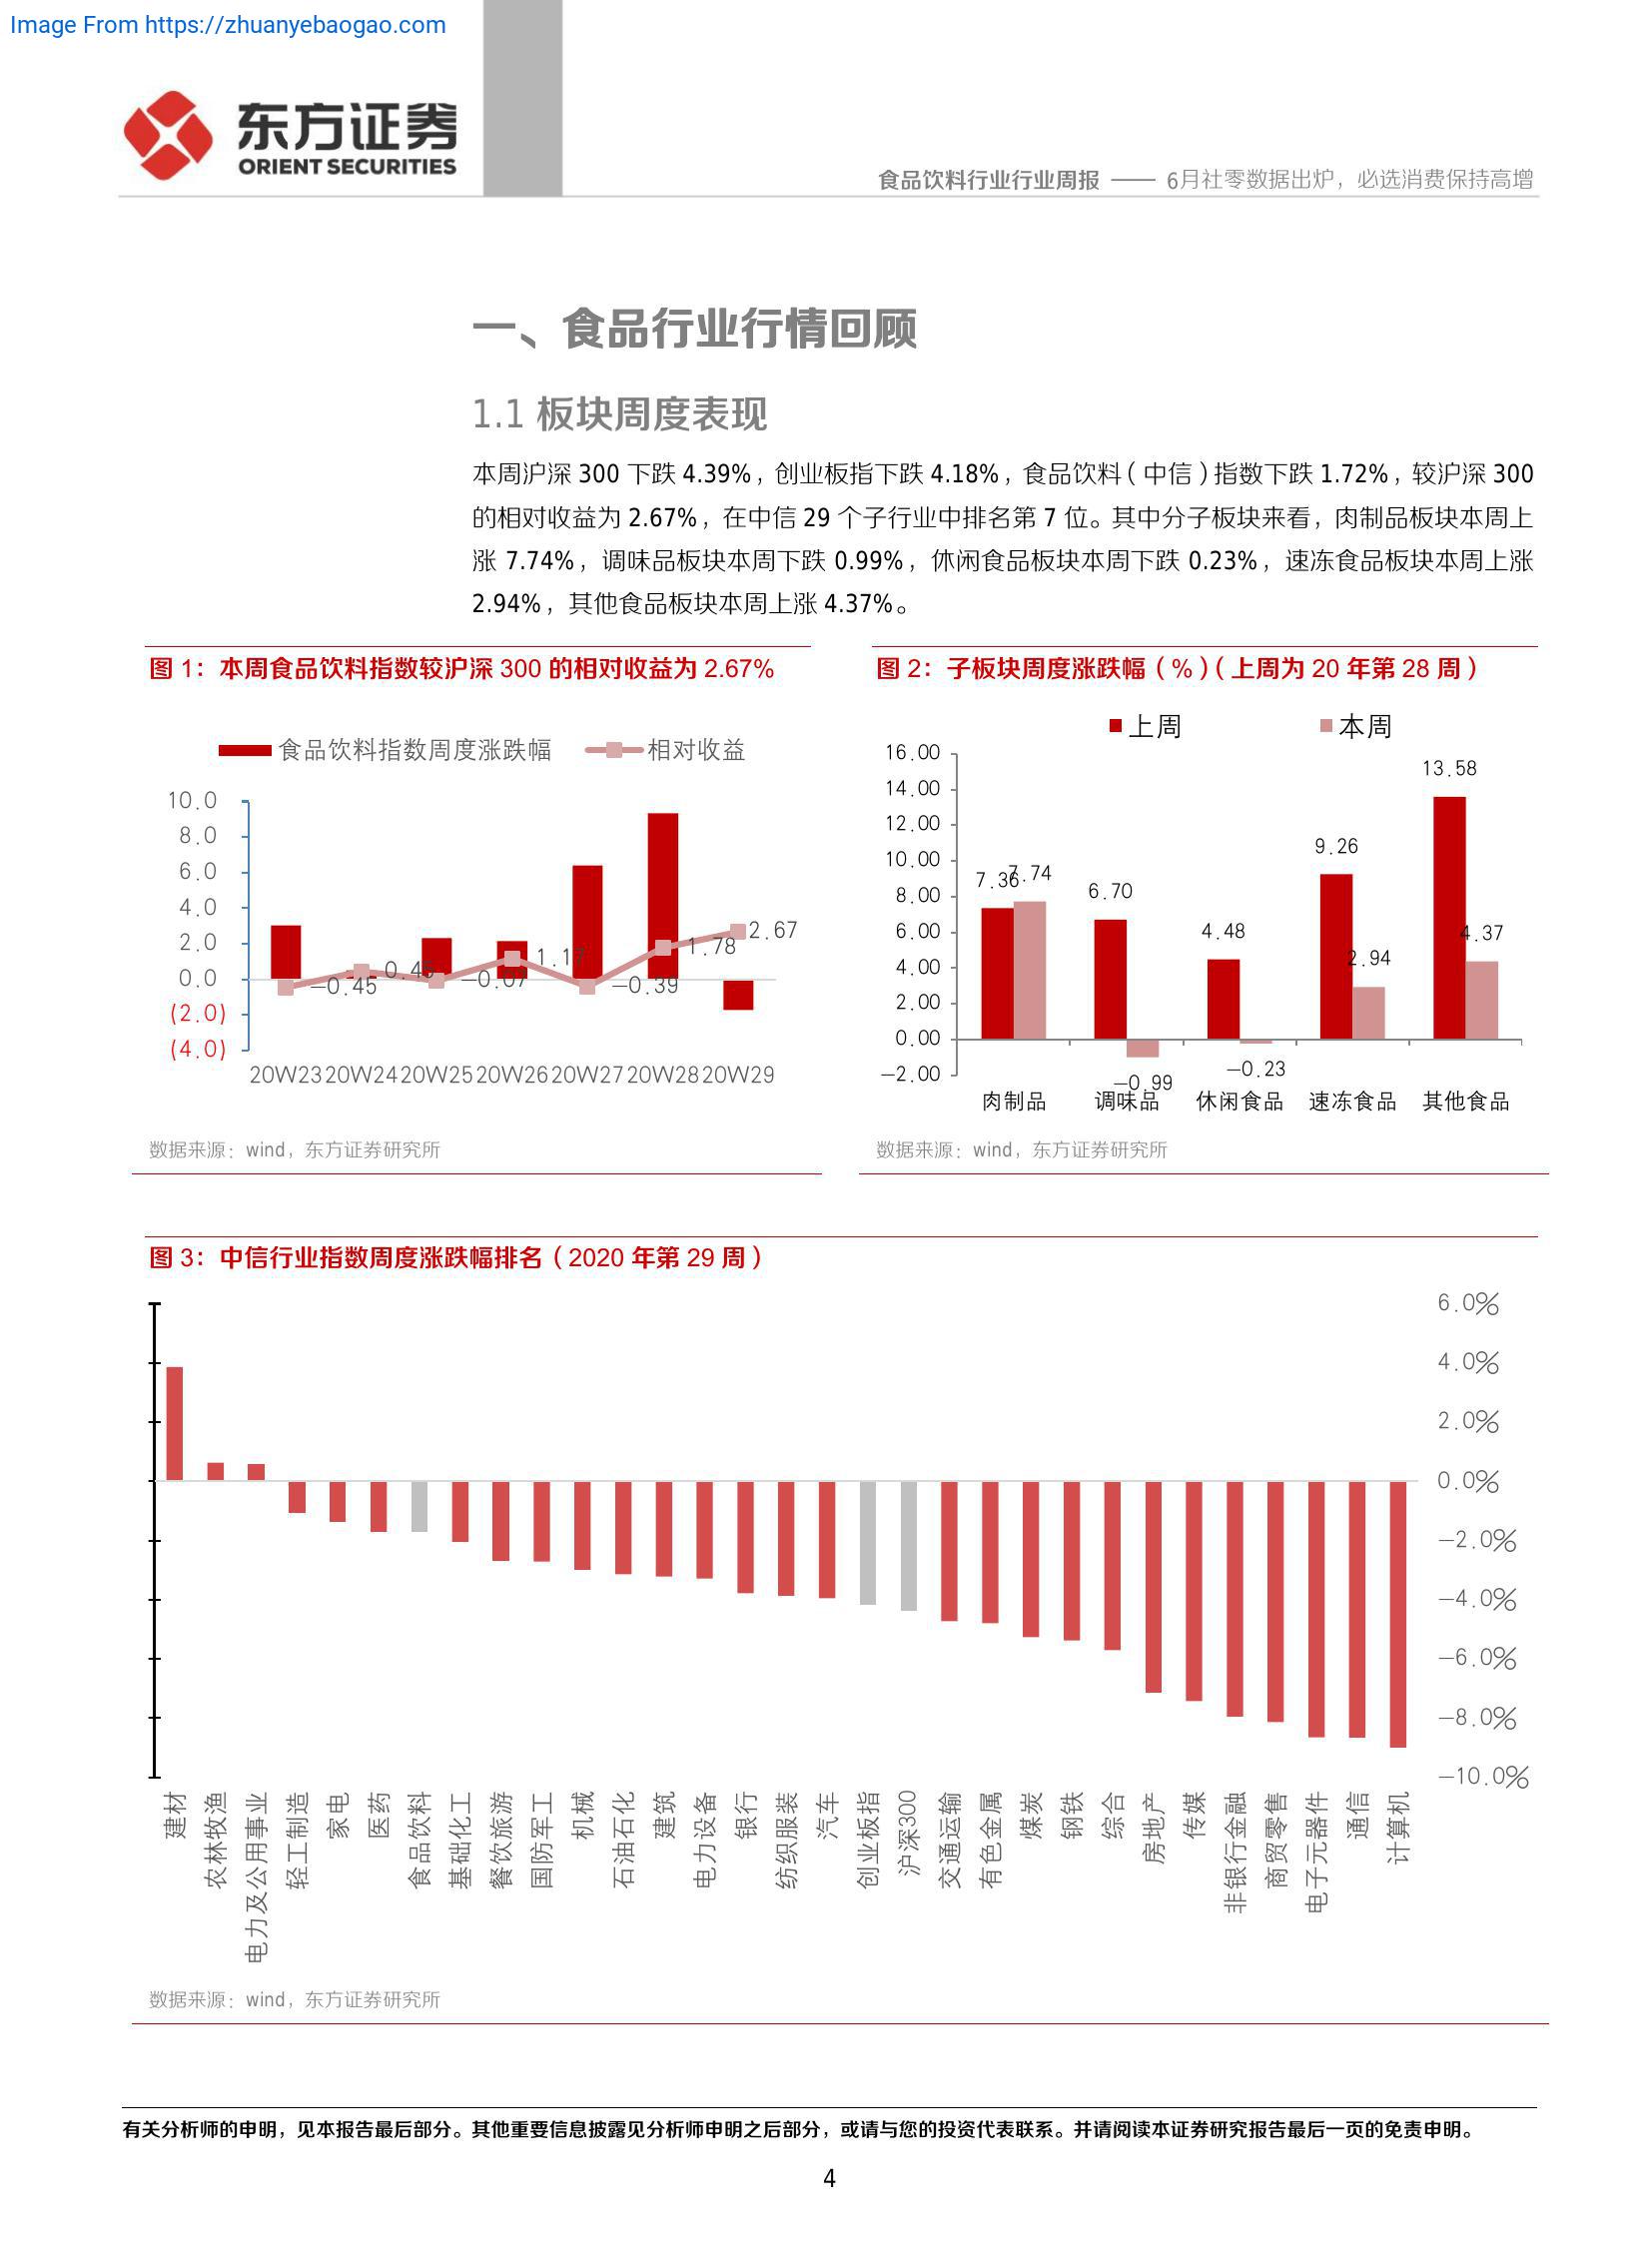 Image From https://zhuanyebaogao.com
东方证券
ORIENT SECURITIES
食品饮料行业行业周报 —— 6月社零数据出炉，必选消费保持高增
一、食品行业行情回顾
1.1 板块周度表现
本周沪深 300 下跌 4.39%，创业板指下跌 4.18%，食品饮料（中信）指数下跌 1.72%，较沪深 300
的相对收益为 2.67%，在中信 29 个子行业中排名第 7 位。其中分子板块来看，肉制品板块本周上
涨 7.74%，调味品板块本周下跌 0.99%，休闲食品板块本周下跌 0.23%，速冻食品板块本周上涨
2.94%，其他食品板块本周上涨 4.37%。
图 1：本周食品饮料指数较沪深 300 的相对收益为 2.67%
食品饮料指数周度涨跌幅 相对收益
10.0
8.0
6.0
4.0
2.0
0.0
(2.0)
(4.0)
-0.45 -0.07 1.17 -0.39 1.78 2.67
20W23 20W24 20W25 20W26 20W27 20W28 20W29
数据来源：wind，东方证券研究所
图 2：子板块周度涨跌幅（%）（上周为 20 年第 28 周）
上周 本周
16.00
14.00
12.00
10.00
8.00
6.00
4.00
2.00
0.00
-2.00
7.36 7.74 6.70 -0.99 4.48 -0.23 9.26 2.94 13.58 4.37
肉制品 调味品 休闲食品 速冻食品 其他食品
数据来源：wind，东方证券研究所
图 3：中信行业指数周度涨跌幅排名（2020 年第 29 周）
6.0%
4.0%
2.0%
0.0%
-2.0%
-4.0%
-6.0%
-8.0%
-10.0%
建材
农林牧渔
电力及公用事业
轻工制造
家电
医药
食品饮料
基础化工
餐饮旅游
国防军工
机械
石油石化
建筑
电力设备
银行
纺织服装
汽车
创业板指
沪深300
交通运输
有色金属
煤炭
钢铁
综合
房地产
传媒
非银行金融
商贸零售
电子元器件
通信
计算机
数据来源：wind，东方证券研究所
有关分析师的申明，见本报告最后部分。其他重要信息披露见分析师申明之后部分，或请与您的投资代表联系。并请阅读本证券研究报告最后一页的免责申明。
4